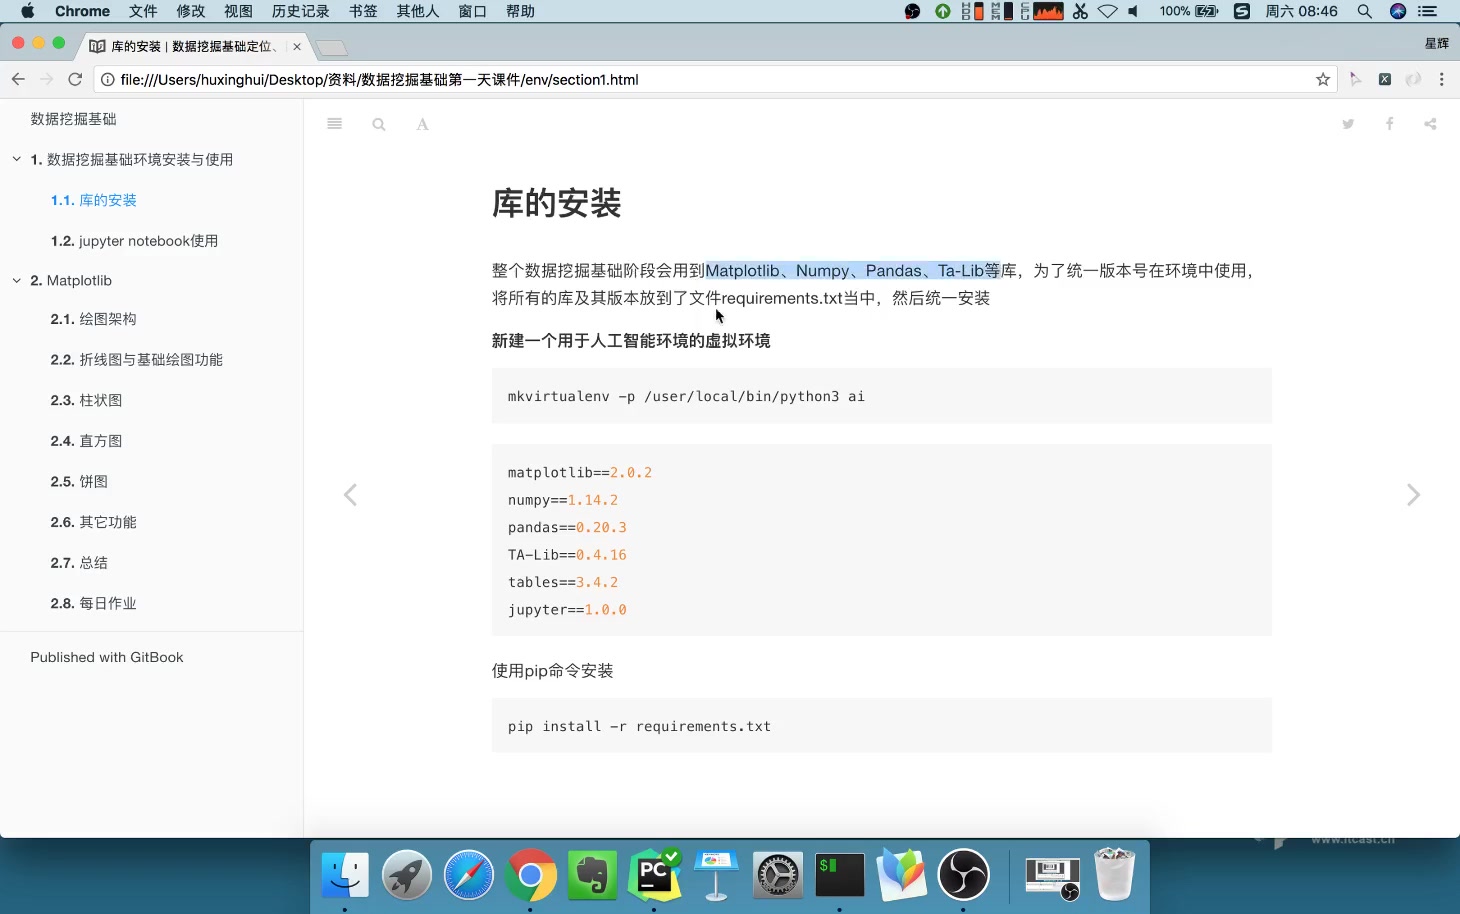 Chrome 文件 修改 视图 历史记录 书签 其他人 窗口 帮助 100% 周六 08:46
库的安装 | 数据挖掘基础定位、
星辉
file:///Users/huxinghui/Desktop/资料/数据挖掘基础第一天课件/env/section1.html
数据挖掘基础
1. 数据挖掘基础环境安装与使用
1.1. 库的安装
1.2. jupyter notebook使用
2. Matplotlib
2.1. 绘图架构
2.2. 折线图与基础绘图功能
2.3. 柱状图
2.4. 直方图
2.5. 饼图
2.6. 其它功能
2.7. 总结
2.8. 每日作业
Published with GitBook
A
库的安装
整个数据挖掘基础阶段会用到Matplotlib、Numpy、Pandas、Ta-Lib等库，为了统一版本号在环境中使用，
将所有的库及其版本放到了文件requirements.txt当中，然后统一安装
新建一个用于人工智能环境的虚拟环境
mkvirtualenv -p /user/local/bin/python3 ai
matplotlib==2.0.2
numpy==1.14.2
pandas==0.20.3
TA-Lib==0.4.16
tables==3.4.2
jupyter==1.0.0
使用pip命令安装
pip install -r requirements.txt
PC
$